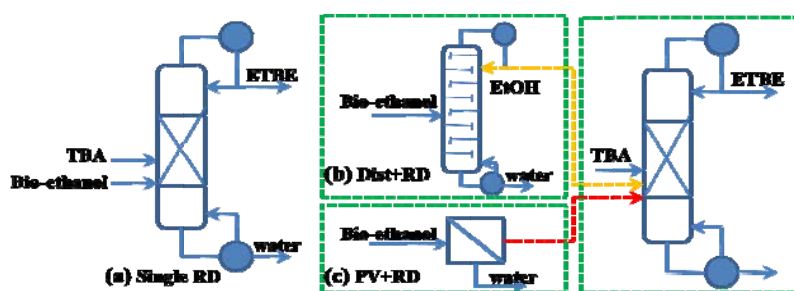 ETBE
TBA
Bio-ethanol
water
(a) Single RD
Bio-ethanol
EtOH
(b) Dist+RD
water
Bio-ethanol
(c) PV+RD
water
ETBE
TBA